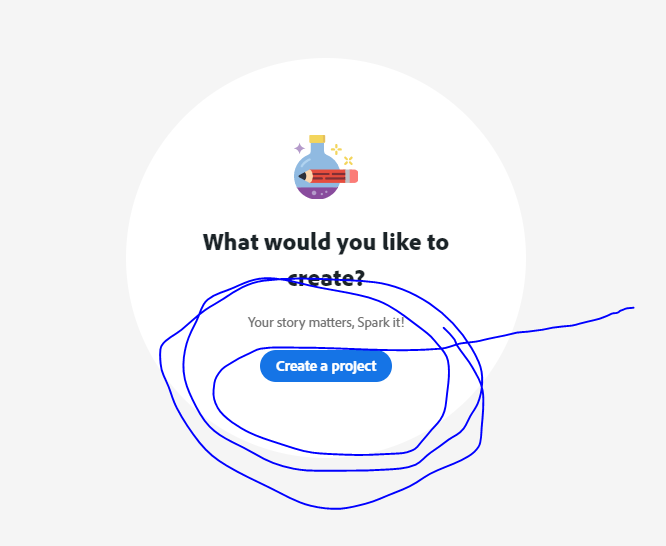 What would you like to
create?
Your story matters, Spark it!
Create a project